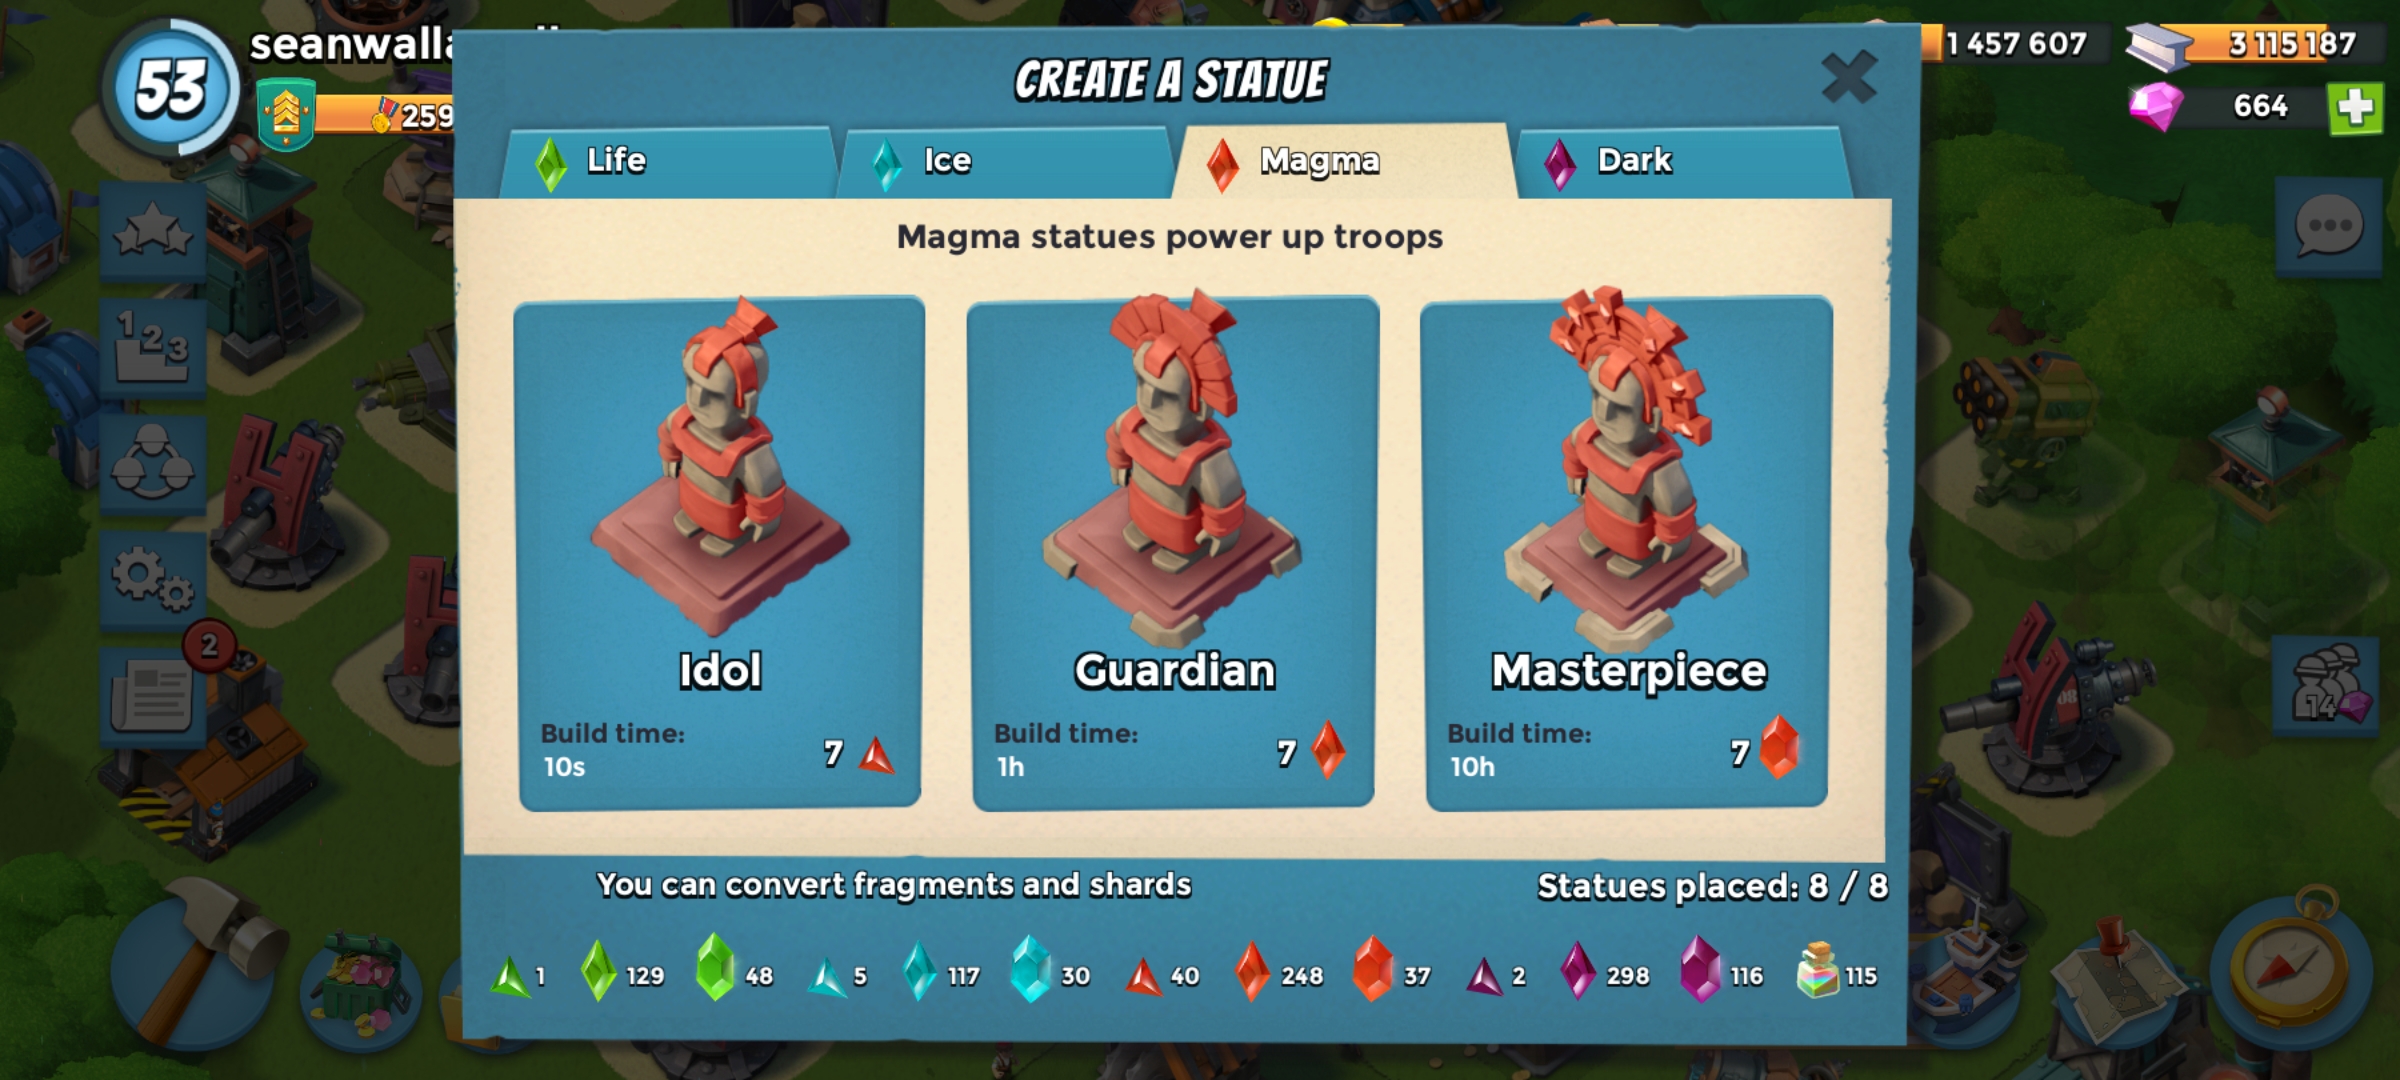 53
259
1 457 607
3 115 187
664
CREATE A STATUE
Life
Ice
Magma
Dark
Magma statues power up troops
1 2 3
2
Idol
Build time:
10s
7
Guardian
Build time:
1h
7
Masterpiece
Build time:
10h
7
08
14
You can convert fragments and shards
Statues placed: 8 / 8
1 129 48 5 117 30 40 248 37 2 298 116 115